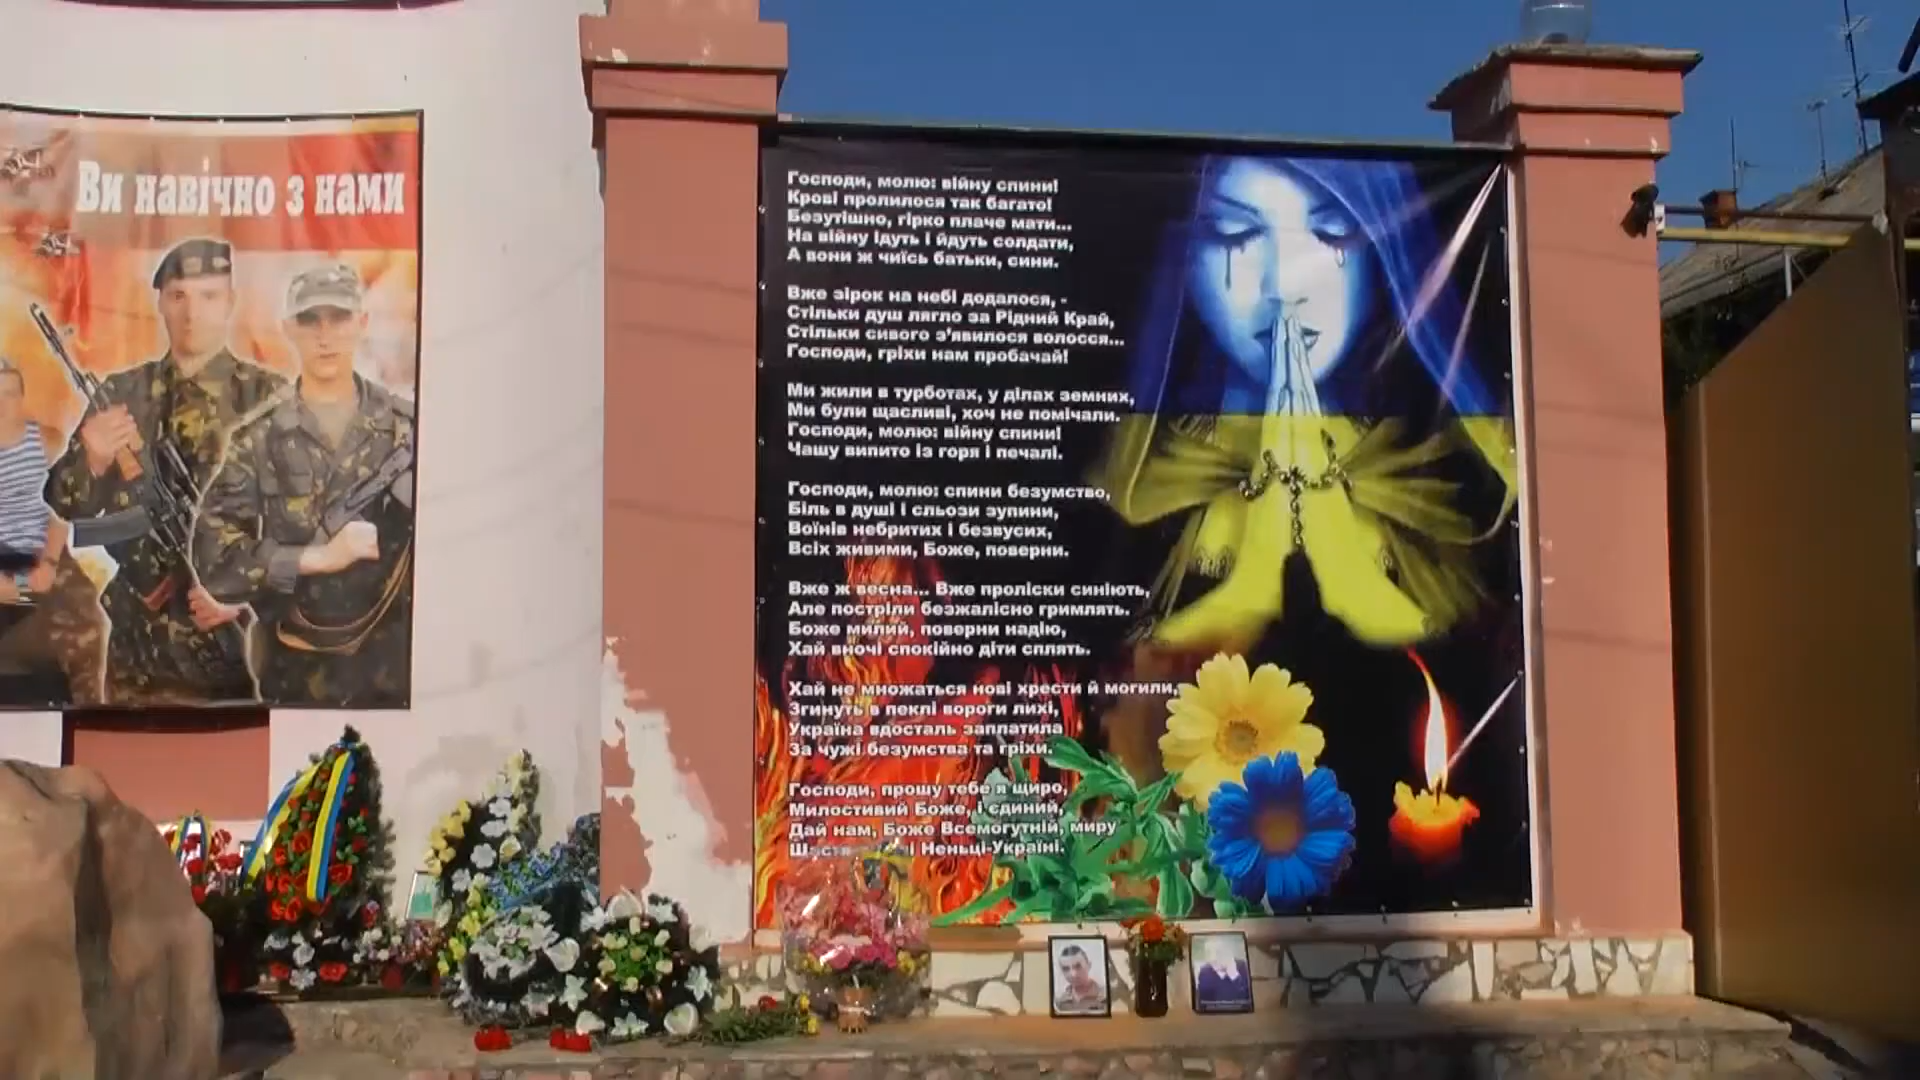 Ви навічно з нами
Господи, молю: війну спини!
Крові пролилося так багато!
Безутішно, гірко плаче мати...
На війну ідуть і йдуть солдати,
А вони ж чиїсь батьки, сини.
Вже зірок на небі додалося, -
Стільки душ лягло за Рідний Край,
Стільки сивого з'явилося волосся...
Господи, гріхи нам пробачай!
Ми жили в турботах, у ділах земних,
Ми були щасливі, хоч не помічали.
Господи, молю: війну спини!
Чашу випито із горя і печалі.
Господи, молю: спини безумство,
Біль в душі і сльози зупини,
Воїнів небритих і безвусих,
Всіх живими, Боже, поверни.
Вже ж весна... Вже проліски синіють,
Але постріли безжалісно гримлять.
Боже милий, поверни надію,
Хай вночі спокійно діти сплять.
Хай не множаться нові хрести й могили,
Згинуть в пеклі вороги лихі,
Україна вдосталь заплатила
За чужі безумства та гріхи.
Господи, прошу тебе я щиро,
Милостивий Боже, і єдиний,
Дай нам, Боже Всемогутній, миру
Неньці-Україні.